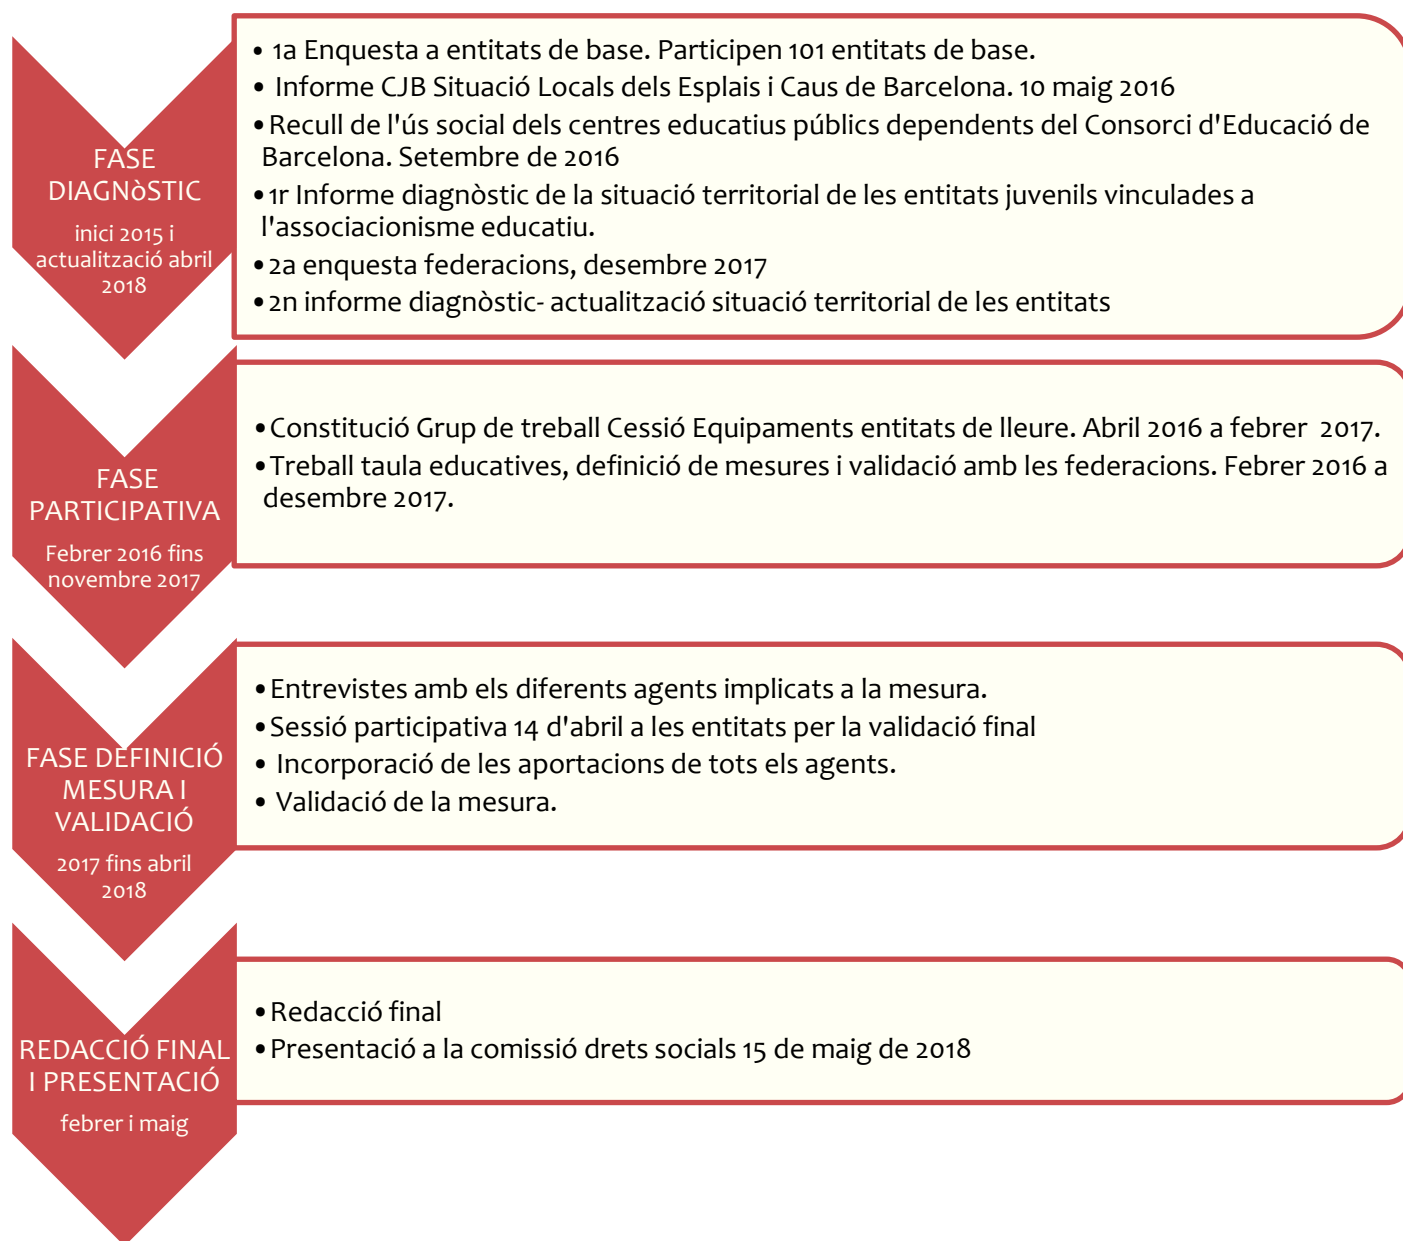 FASE
DIAGNÒSTIC
inici 2015 i
actualització abril
2018
• 1a Enquesta a entitats de base. Participen 101 entitats de base.
• Informe CJB Situació Locals dels Esplais i Caus de Barcelona. 10 maig 2016
• Recull de l'ús social dels centres educatius públics dependents del Consorci d'Educació de
Barcelona. Setembre de 2016
• 1r Informe diagnòstic de la situació territorial de les entitats juvenils vinculades a
l'associacionisme educatiu.
• 2a enquesta federacions, desembre 2017
• 2n informe diagnòstic- actualització situació territorial de les entitats
FASE
PARTICIPATIVA
Febrer 2016 fins
novembre 2017
• Constitució Grup de treball Cessió Equipaments entitats de lleure. Abril 2016 a febrer 2017.
• Treball taula educatives, definició de mesures i validació amb les federacions. Febrer 2016 a
desembre 2017.
FASE DEFINICIÓ
MESURA I
VALIDACIÓ
2017 fins abril
2018
• Entrevistes amb els diferents agents implicats a la mesura.
• Sessió participativa 14 d'abril a les entitats per la validació final
• Incorporació de les aportacions de tots els agents.
• Validació de la mesura.
REDACCIÓ FINAL
I PRESENTACIÓ
febrer i maig
• Redacció final
• Presentació a la comissió drets socials 15 de maig de 2018